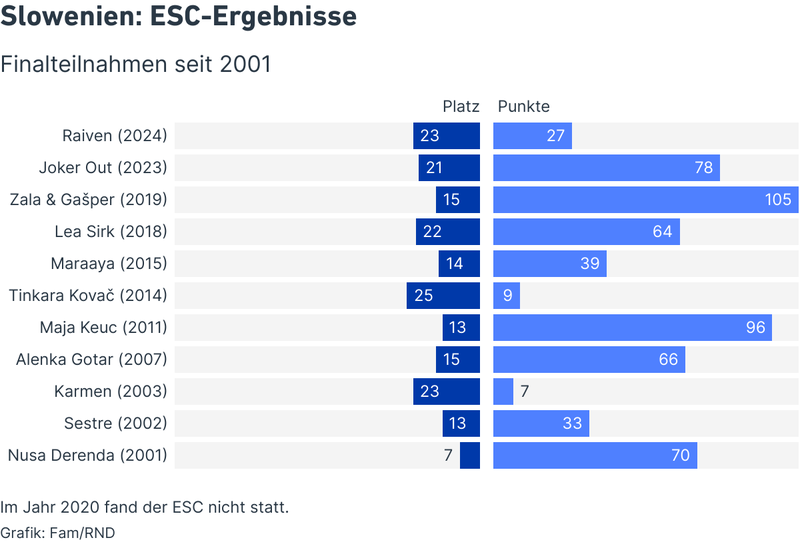 Slowenien: ESC-Ergebnisse
Finalteilnahmen seit 2001
Platz Punkte
Raiven (2024) 23 27
Joker Out (2023) 21 78
Zala & Gašper (2019) 15 105
Lea Sirk (2018) 22 64
Maraaya (2015) 14 39
Tinkara Kovač (2014) 25 9
Maja Keuc (2011) 13 96
Alenka Gotar (2007) 15 66
Karmen (2003) 23 7
Sestre (2002) 13 33
Nusa Derenda (2001) 7 70
Im Jahr 2020 fand der ESC nicht statt.
Grafik: Fam/RND